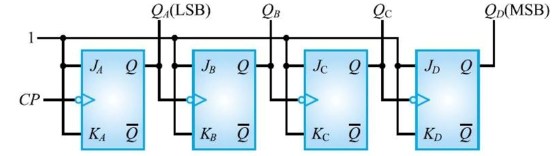 Q_A(LSB) Q_B Q_C Q_D(MSB)
1
J_A Q J_B Q J_C Q J_D Q
CP
K_A Q̅ K_B Q̅ K_C Q̅ K_D Q̅